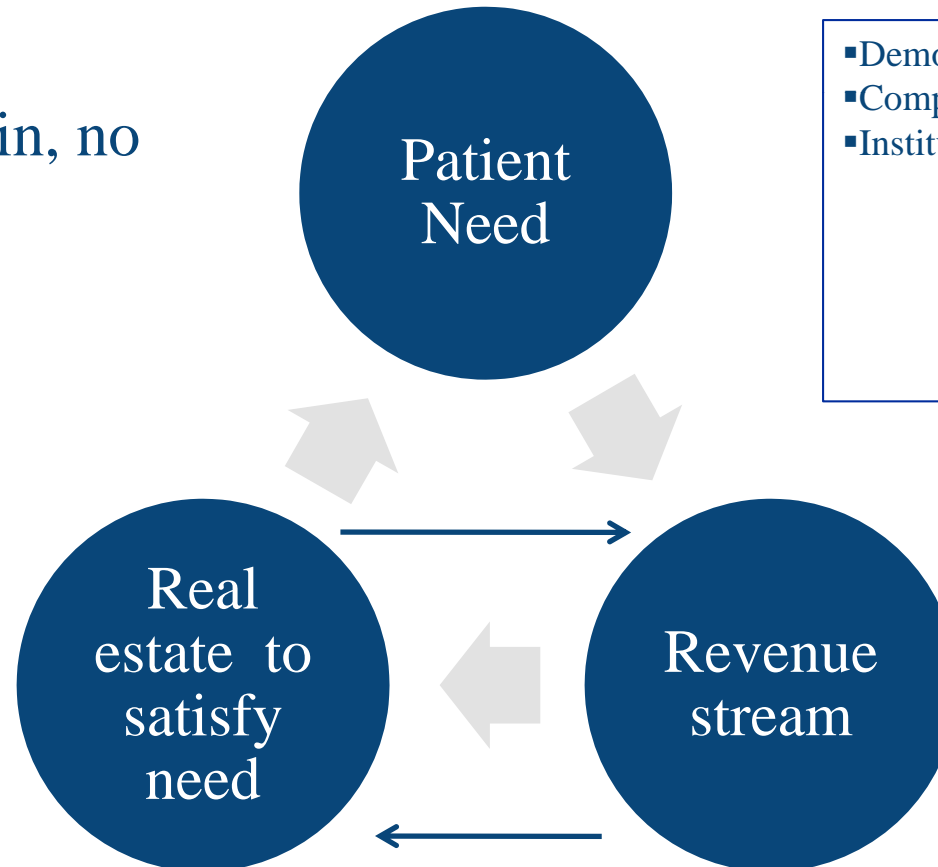 in, no
Patient
Need
▪Demo
▪Comp
▪Instit
Real
estate to
satisfy
need
Revenue
stream